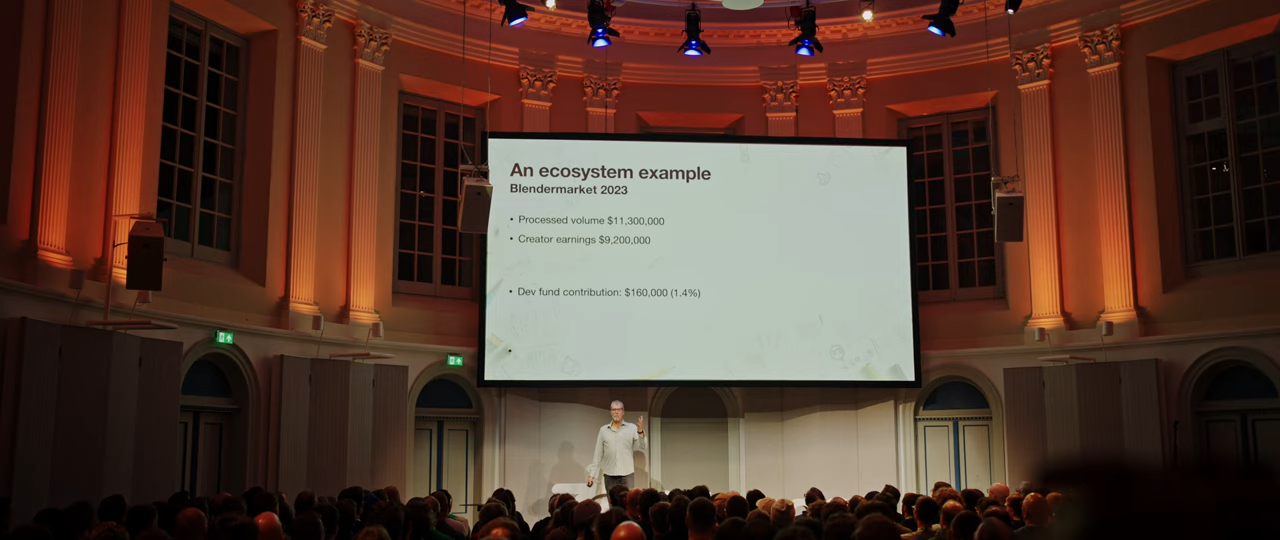 An ecosystem example
Blendermarket 2023
• Processed volume $11,300,000
• Creator earnings $9,200,000
• Dev fund contribution: $160,000 (1.4%)